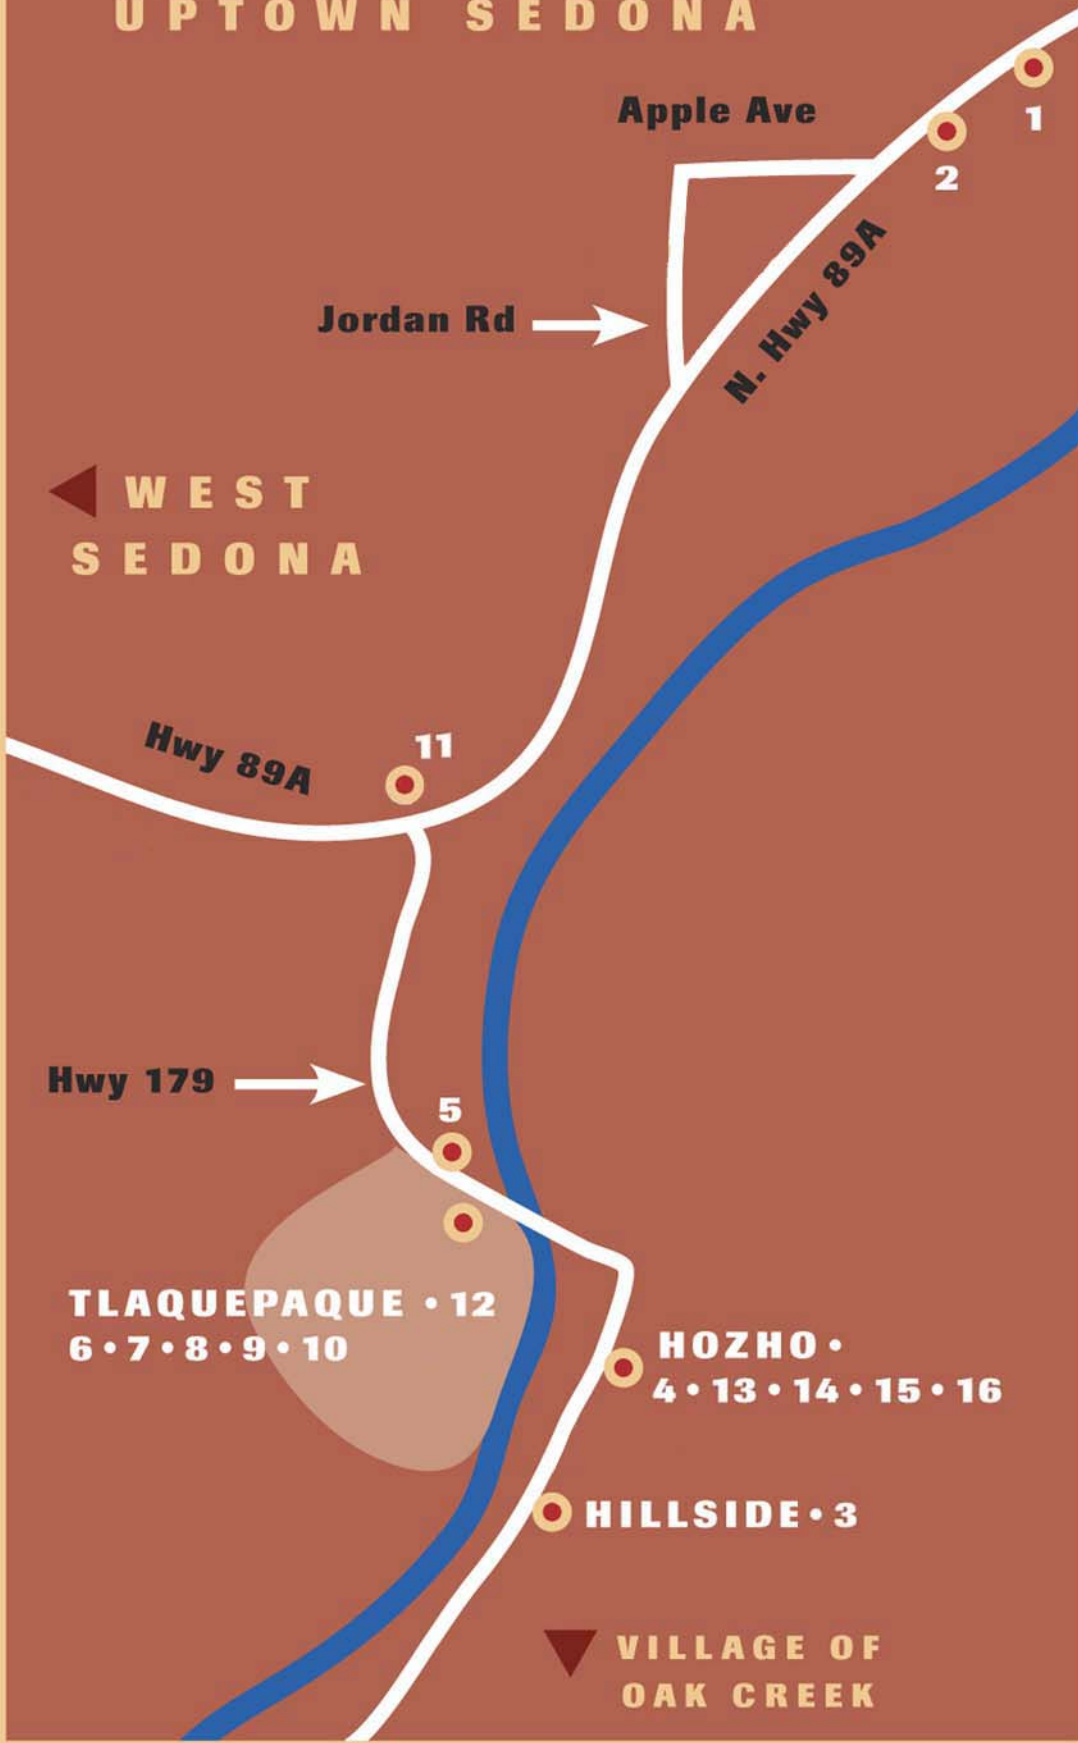 UPTOWN SEDONA
Apple Ave
1
2
N. Hwy 89A
Jordan Rd
WEST
SEDONA
Hwy 89A
11
Hwy 179
5
TLAQUEPAQUE • 12
6 • 7 • 8 • 9 • 10
HOZHO •
4 • 13 • 14 • 15 • 16
HILLSIDE • 3
VILLAGE OF
OAK CREEK